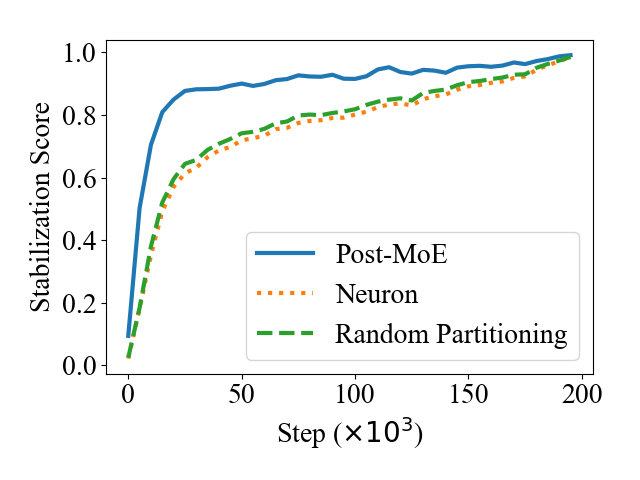 1.0
0.8
0.6
0.4
0.2
0.0
Stabilization Score
Post-MoE
Neuron
Random Partitioning
0 50 100 150 200
Step (×10³)